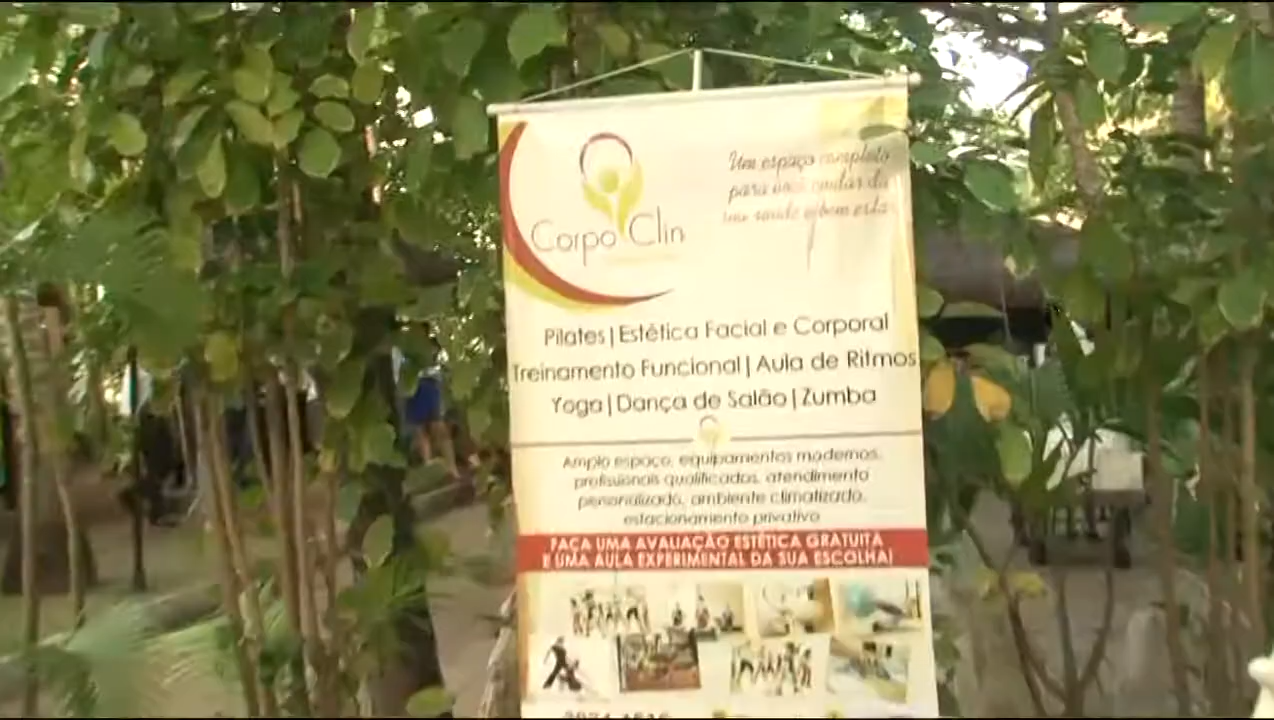 Um espaço completo
para você cuidar da
sua saúde e bem esta
Corpo Clin
Pilates | Estética Facial e Corporal
Treinamento Funcional | Aula de Ritmos
Yoga | Dança de Salão | Zumba
Amplo espaço, equipamentos modernos,
profissionais qualificados, atendimento
personalizado, ambiente climatizado,
estacionamento privativo
FAÇA UMA AVALIAÇÃO ESTÉTICA GRATUITA
E UMA AULA EXPERIMENTAL DA SUA ESCOLHA!